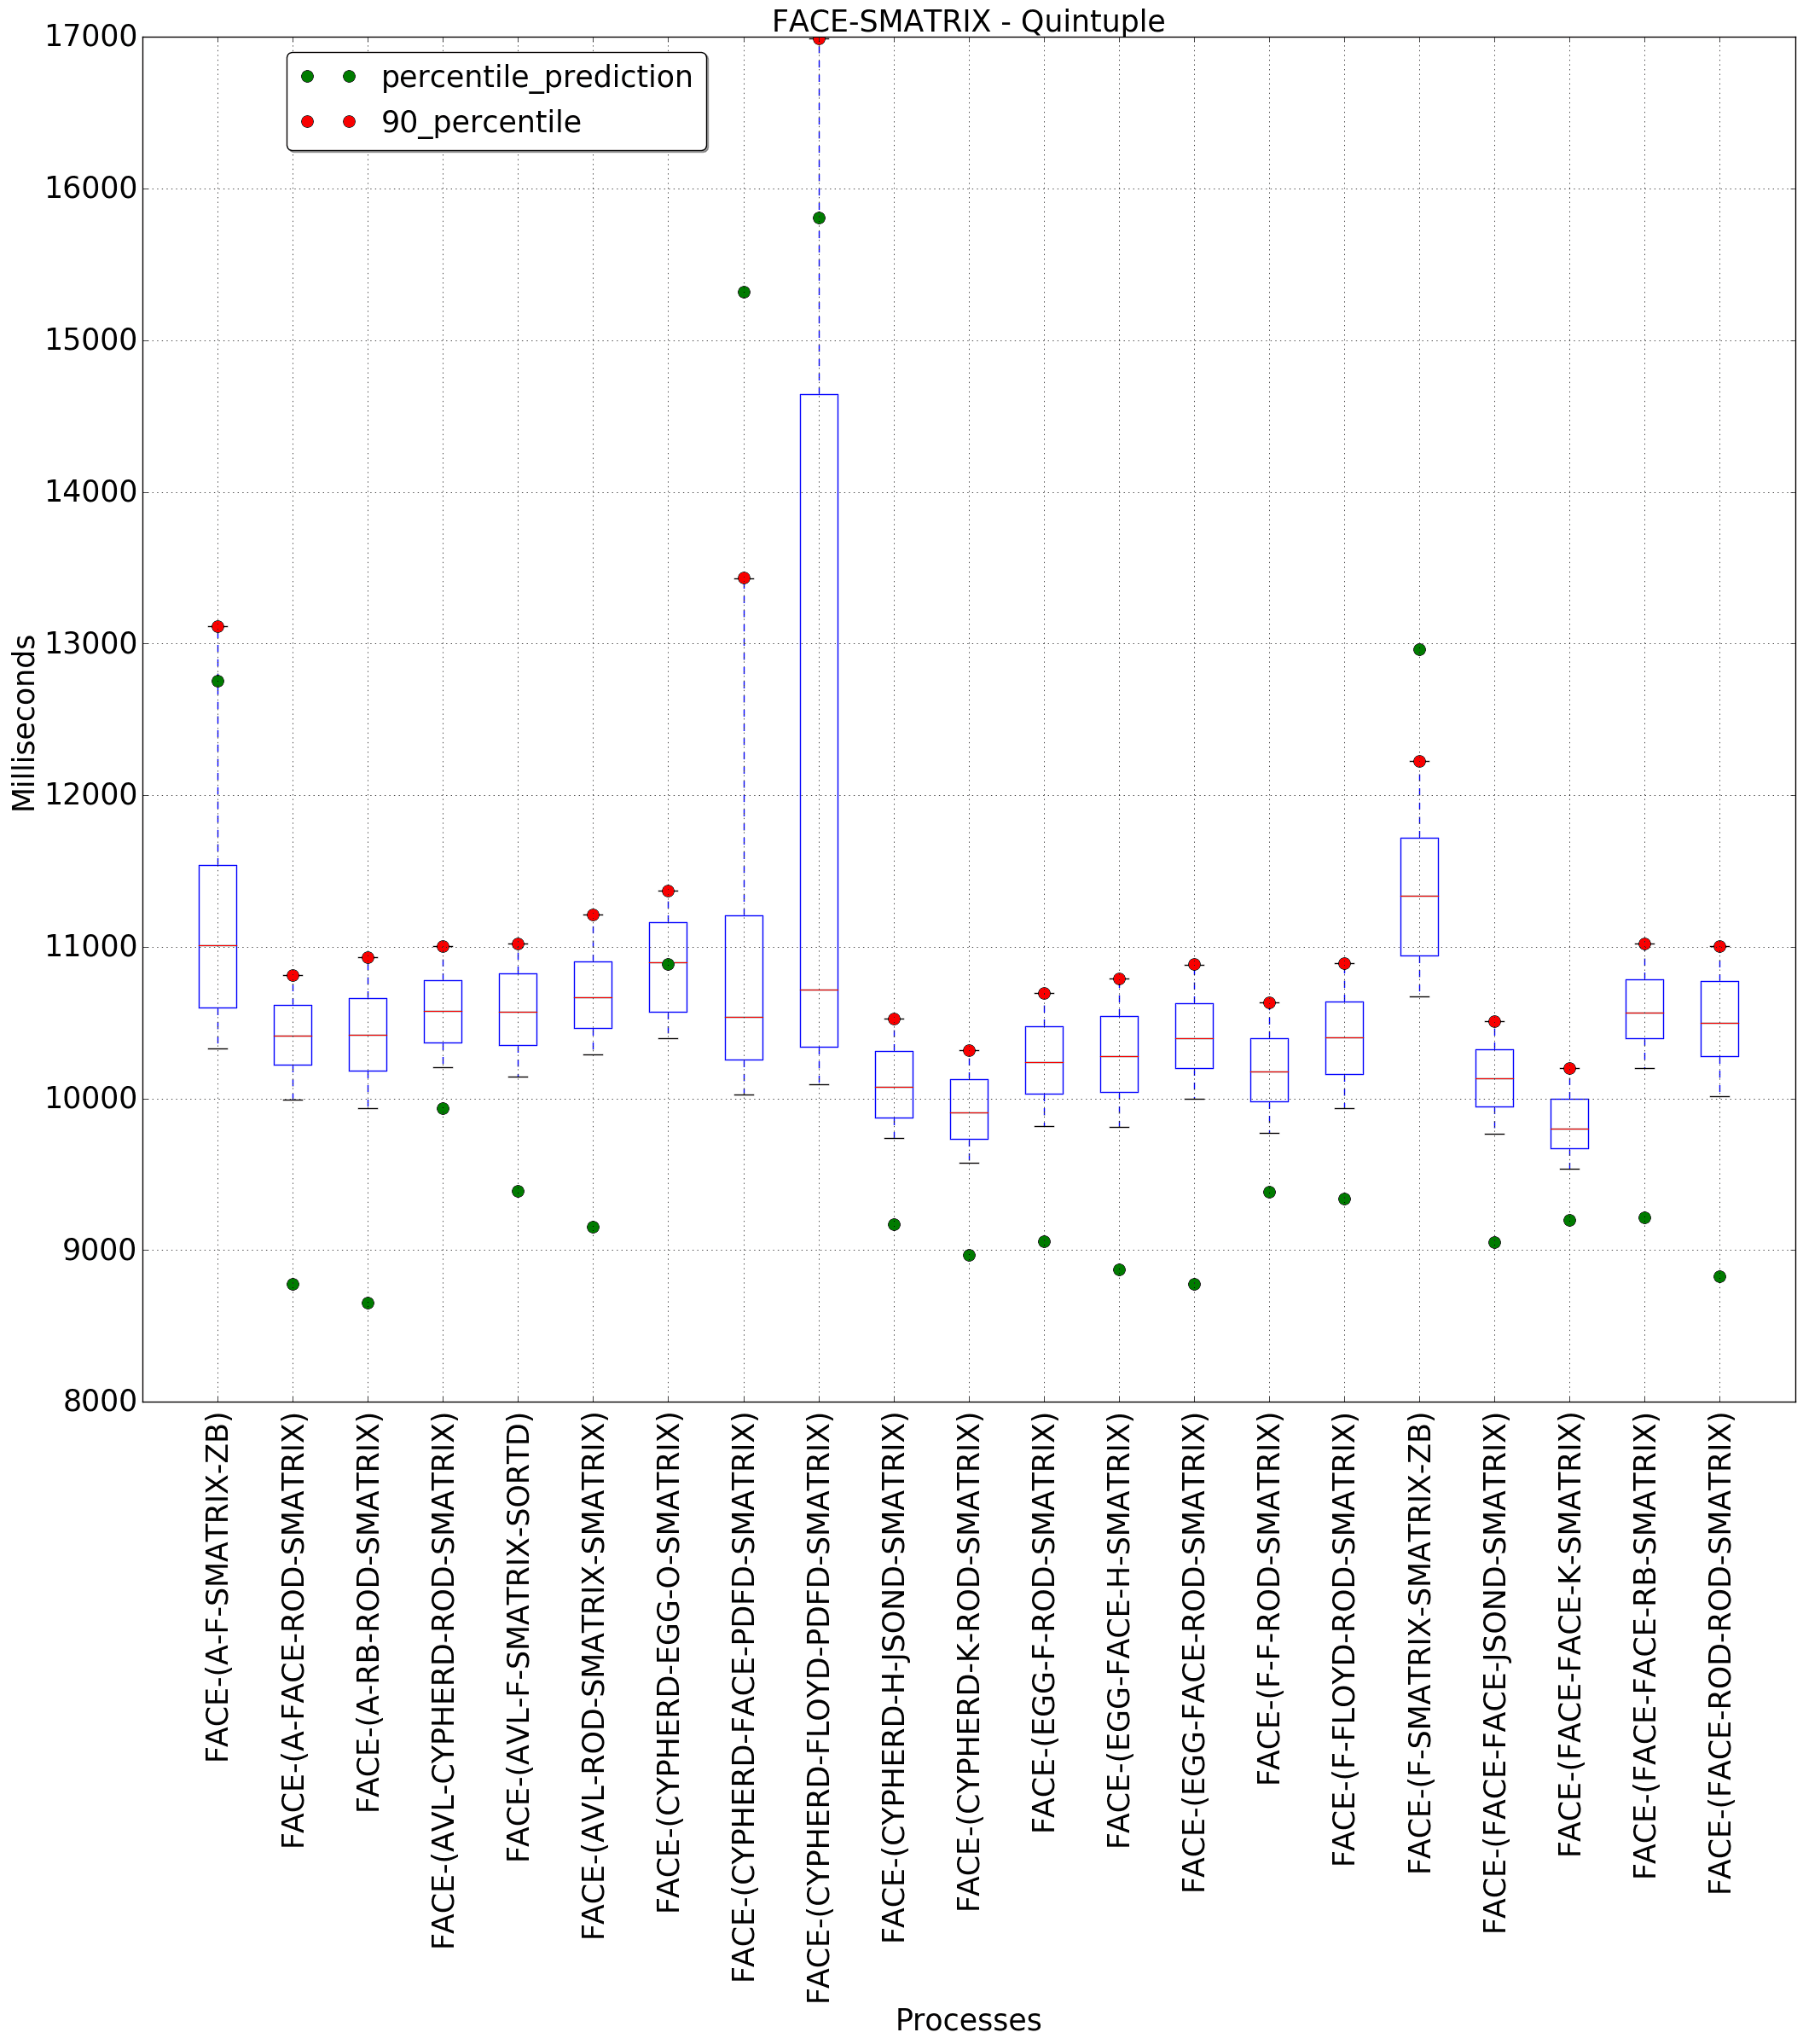 FACE-SMATRIX - Quintuple
percentile_prediction
90_percentile
17000
16000
15000
14000
13000
12000
11000
10000
9000
8000
Milliseconds
FACE-(A-F-SMATRIX-ZB)
FACE-(A-FACE-ROD-SMATRIX)
FACE-(A-RB-ROD-SMATRIX)
FACE-(AVL-CYPHERD-ROD-SMATRIX)
FACE-(AVL-F-SMATRIX-SORTD)
FACE-(AVL-ROD-SMATRIX-SMATRIX)
FACE-(CYPHERD-EGG-O-SMATRIX)
FACE-(CYPHERD-FACE-PDFD-SMATRIX)
FACE-(CYPHERD-FLOYD-PDFD-SMATRIX)
FACE-(CYPHERD-H-JSOND-SMATRIX)
FACE-(CYPHERD-K-ROD-SMATRIX)
FACE-(EGG-F-ROD-SMATRIX)
FACE-(EGG-FACE-H-SMATRIX)
FACE-(EGG-FACE-ROD-SMATRIX)
FACE-(F-F-ROD-SMATRIX)
FACE-(F-FLOYD-ROD-SMATRIX)
FACE-(F-SMATRIX-SMATRIX-ZB)
FACE-(FACE-FACE-JSOND-SMATRIX)
FACE-(FACE-FACE-K-SMATRIX)
FACE-(FACE-FACE-RB-SMATRIX)
FACE-(FACE-ROD-ROD-SMATRIX)
Processes